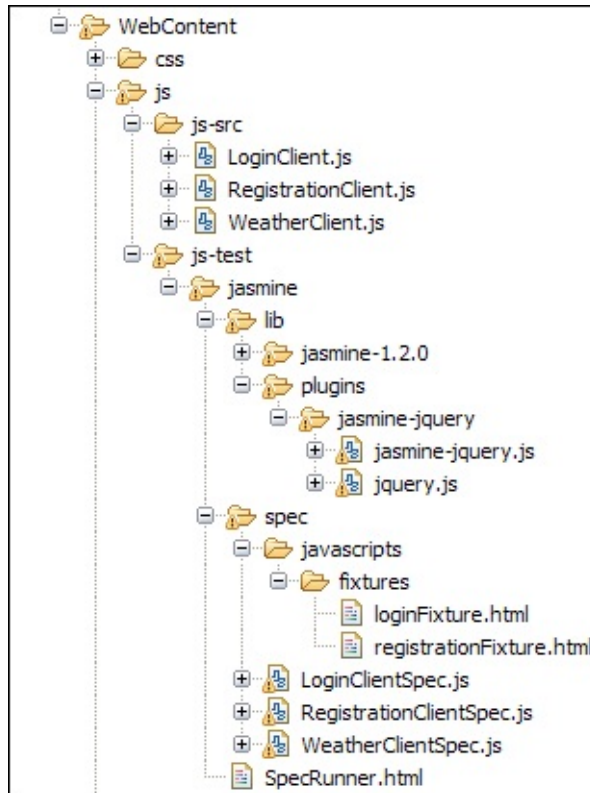 WebContent
css
js
js-src
LoginClient.js
RegistrationClient.js
WeatherClient.js
js-test
jasmine
lib
jasmine-1.2.0
plugins
jasmine-jquery
jasmine-jquery.js
jquery.js
spec
javascripts
fixtures
loginFixture.html
registrationFixture.html
LoginClientSpec.js
RegistrationClientSpec.js
WeatherClientSpec.js
SpecRunner.html